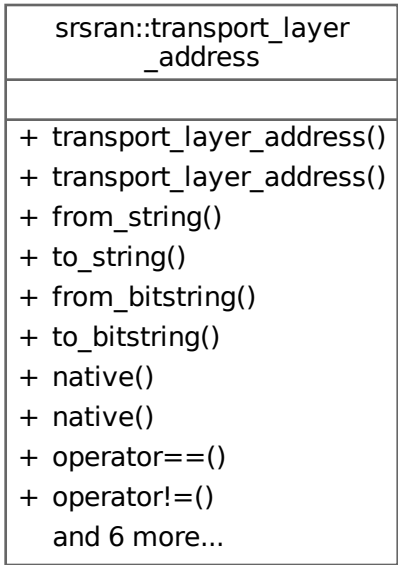 srsran::transport_layer
_address
+ transport_layer_address()
+ transport_layer_address()
+ from_string()
+ to_string()
+ from_bitstring()
+ to_bitstring()
+ native()
+ native()
+ operator==()
+ operator!=()
and 6 more...